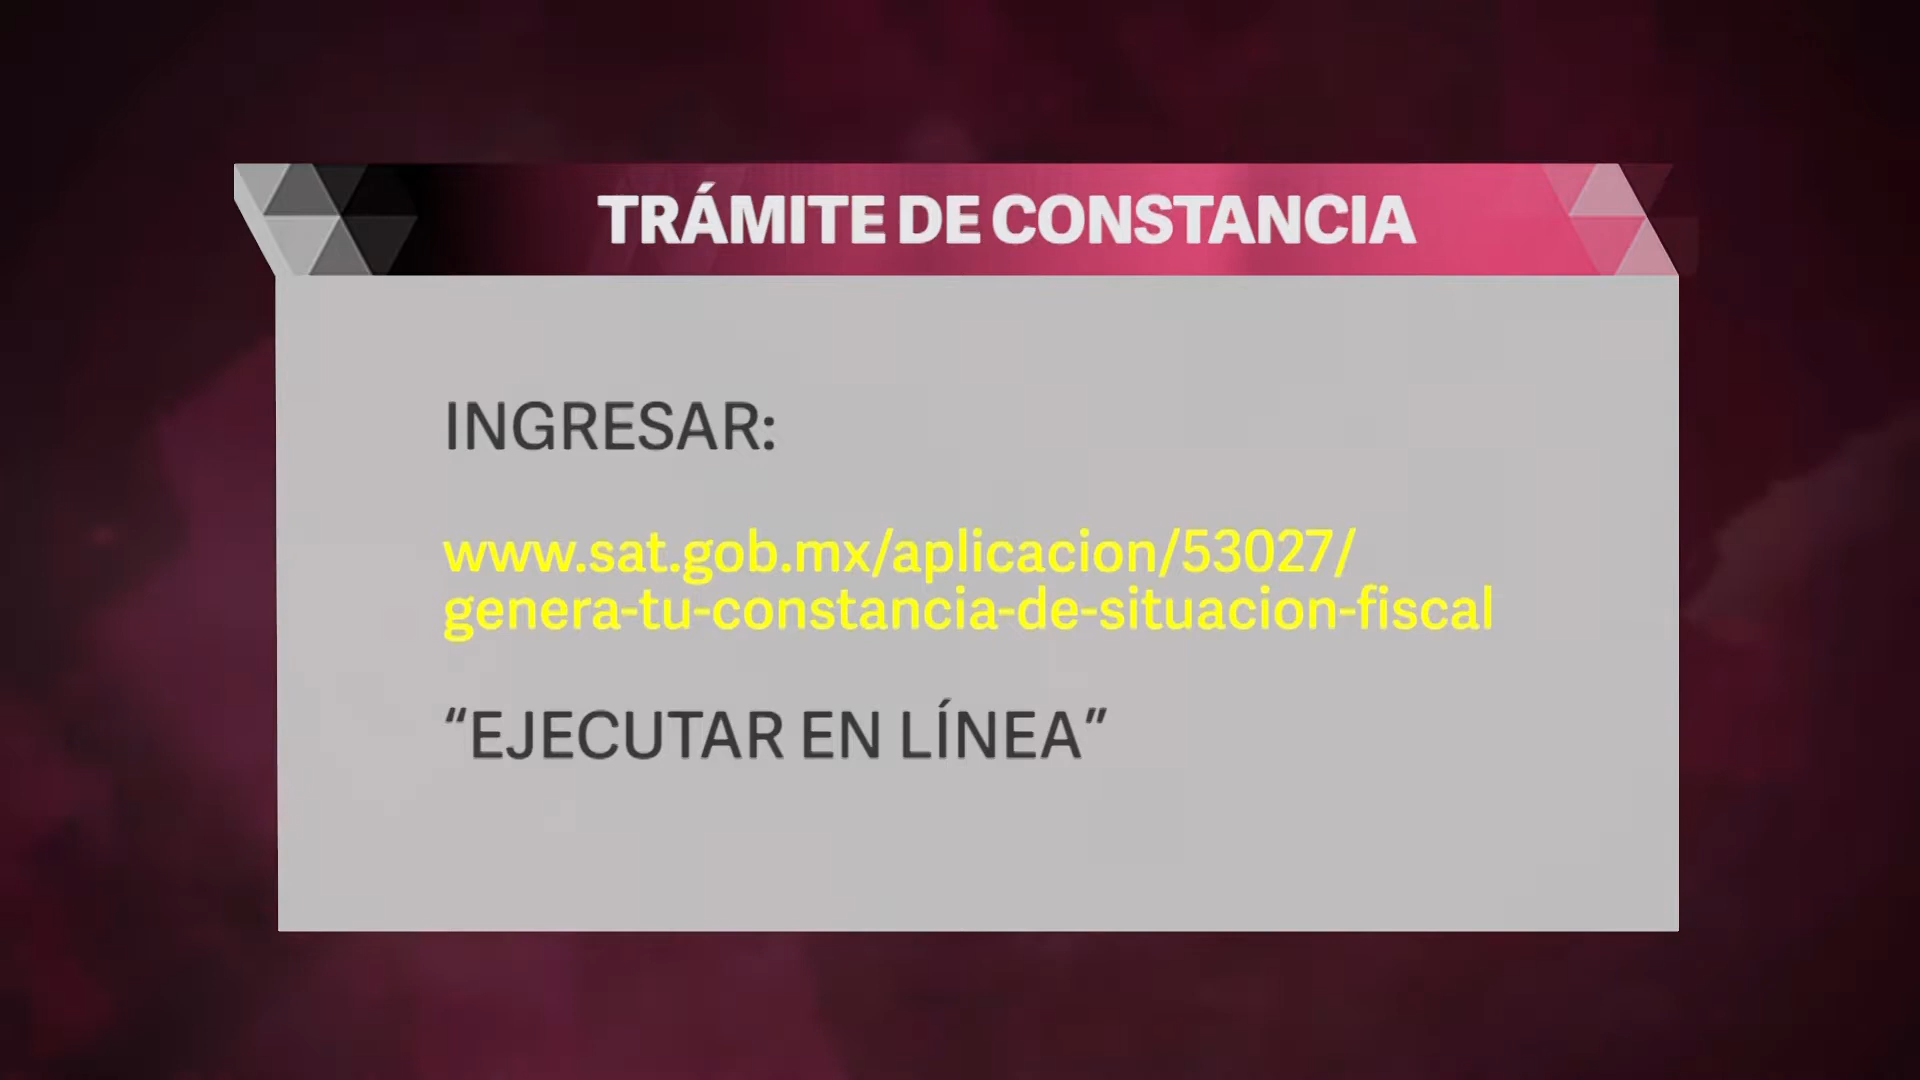 TRÁMITE DE CONSTANCIA
INGRESAR:
www.sat.gob.mx/aplicacion/53027/
genera-tu-constancia-de-situacion-fiscal
“EJECUTAR EN LÍNEA”